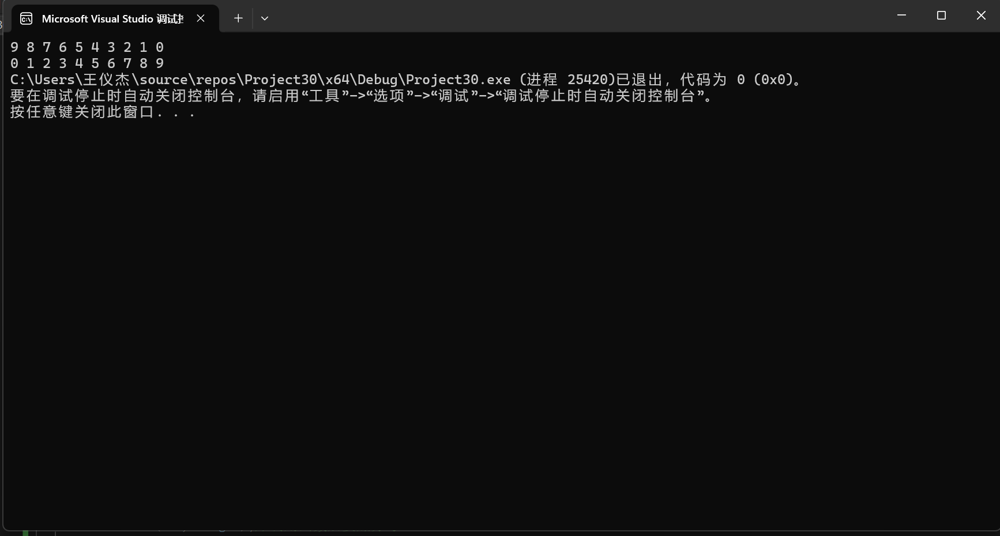 Microsoft Visual Studio 调试
9 8 7 6 5 4 3 2 1 0
0 1 2 3 4 5 6 7 8 9
C:\Users\王仪杰\source\repos\Project30\x64\Debug\Project30.exe (进程 25420)已退出，代码为 0 (0x0)。
要在调试停止时自动关闭控制台，请启用“工具”->“选项”->“调试”->“调试停止时自动关闭控制台”。
按任意键关闭此窗口. . .